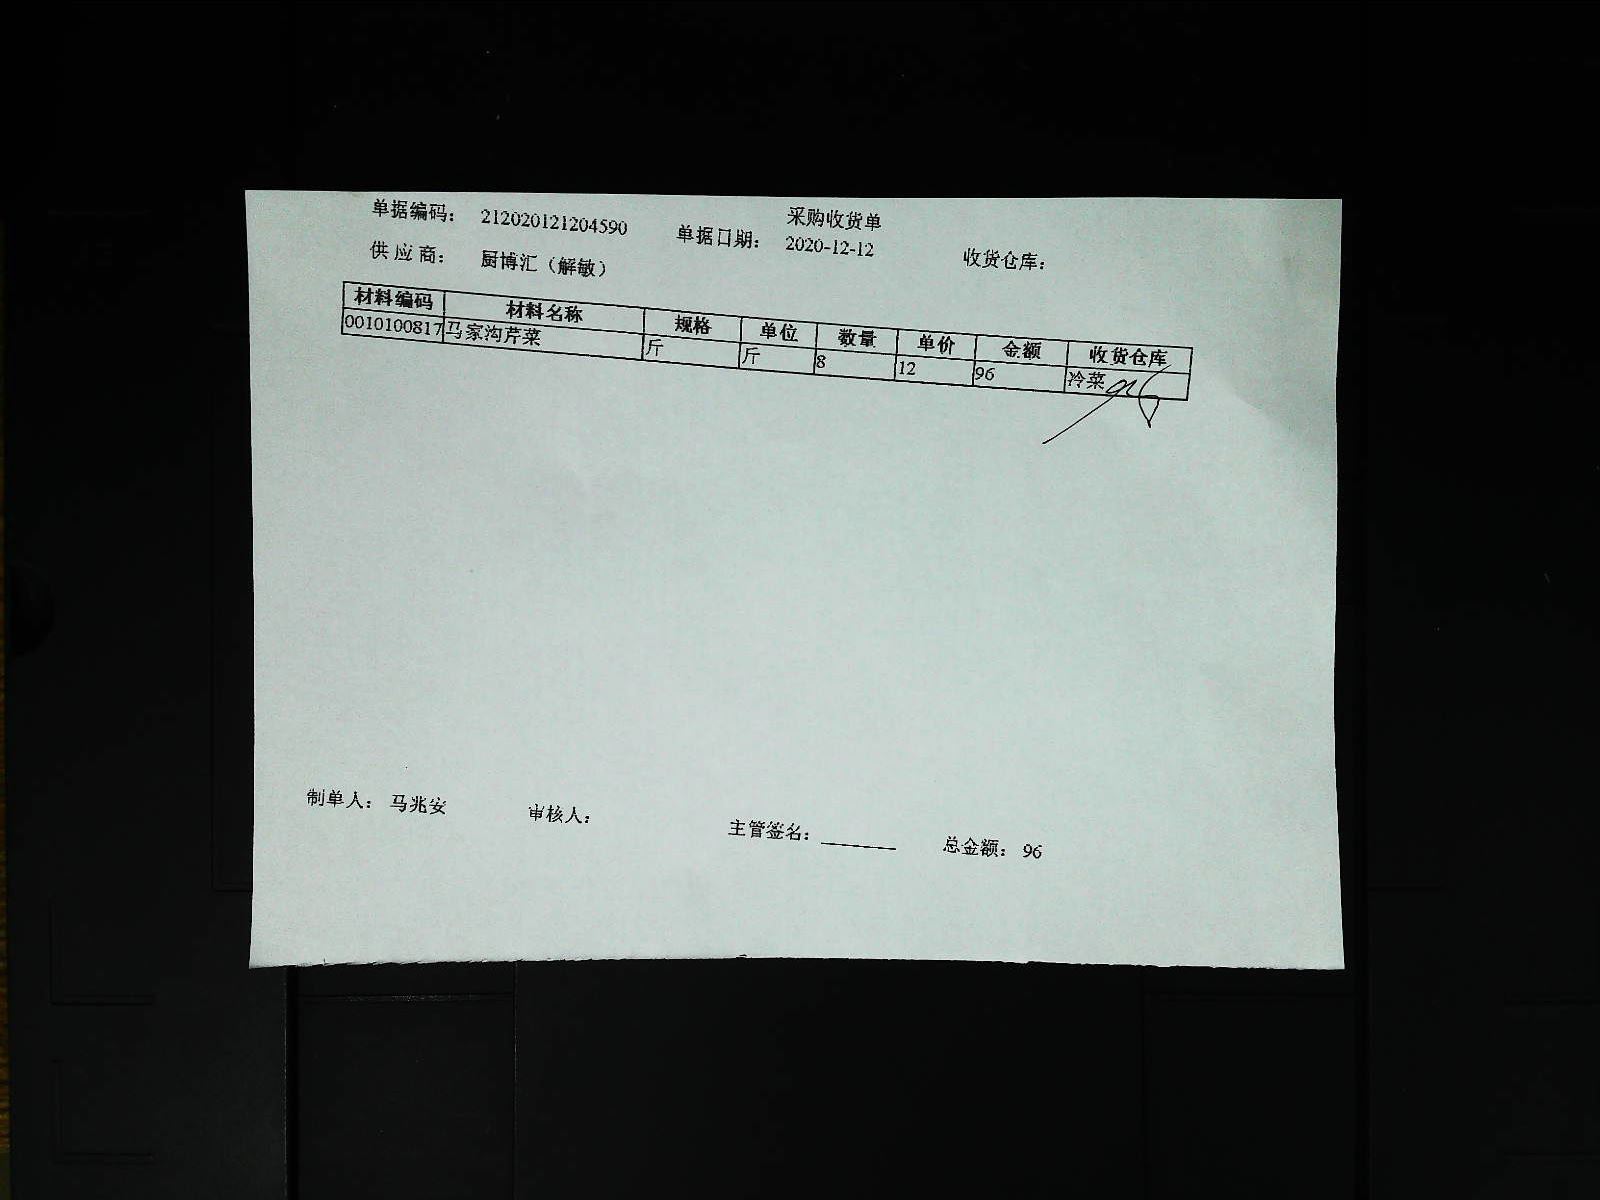 采购收货单
单据编码： 212020121204590 单据日期： 2020-12-12 收货仓库：
供应商： 厨博汇（解敏）
材料编码 材料名称 规格 单位 数量 单价 金额 收货仓库
0010100817 马家沟芹菜 斤 斤 8 12 96 冷菜
制单人： 马兆安 审核人： 主管签名： 总金额： 96